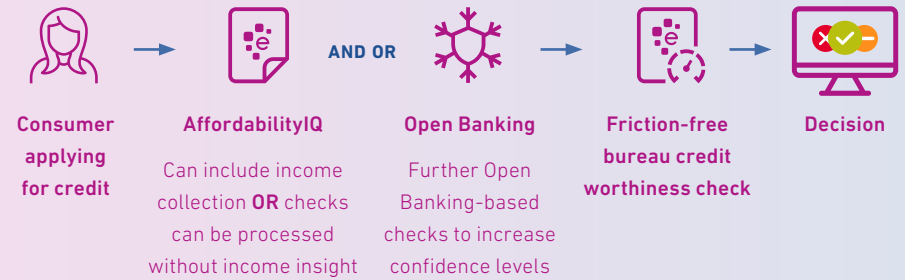 AND OR
Consumer
applying
for credit
AffordabilityIQ
Can include income
collection OR checks
can be processed
without income insight
Open Banking
Further Open
Banking-based
checks to increase
confidence levels
Friction-free
bureau credit
worthiness check
Decision